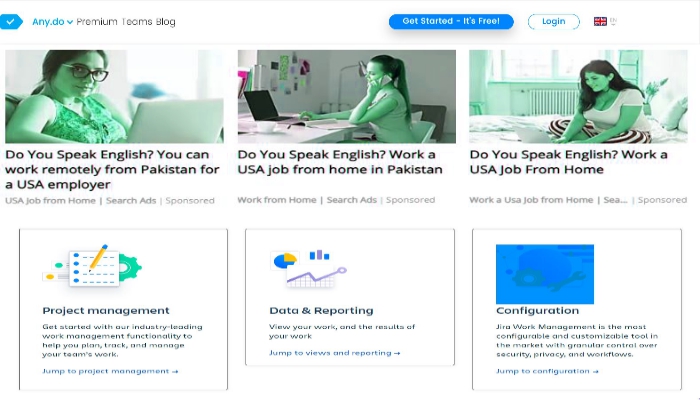 Any.do Premium Teams Blog
Get Started - It's Free!
Login
EN
Do You Speak English? You can
work remotely from Pakistan for
a USA employer
USA Job from Home | Search Ads | Sponsored
Do You Speak English? Work a
USA job from home in Pakistan
Work from Home | Search Ads | Sponsored
Do You Speak English? Work a
USA Job From Home
Work a Usa Job from Home | Sea... | Sponsored
Project management
Get started with our industry-leading
work management functionality to
help you plan, track, and manage
your team's work.
Jump to project management →
Data & Reporting
View your work, and the results of
your work
Jump to views and reporting →
Configuration
Jira Work Management is the most
configurable and customizable tool in
the market with granular control over
security, privacy, and workflows.
Jump to configuration →